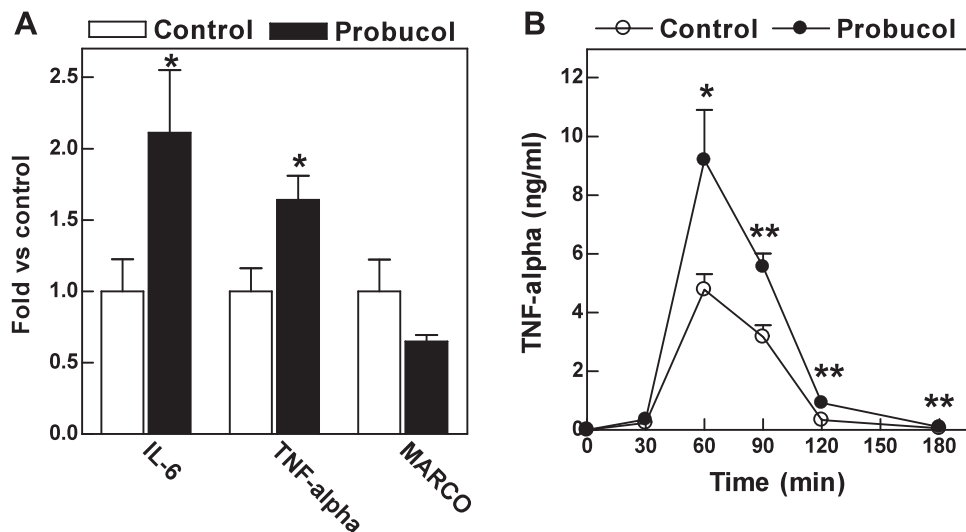 A
Control
Probucol
Fold vs control
2.5
2.0
1.5
1.0
0.5
0.0
*
*
IL-6
TNF-alpha
MARCO
B
Control
Probucol
TNF-alpha (ng/ml)
12
10
8
6
4
2
0
*
**
**
**
0 30 60 90 120 150 180
Time (min)